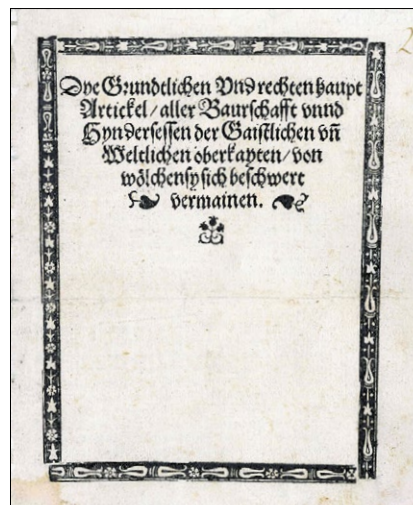 Dye Grundtlichen Vnd rechten haupt
Artickel/ aller Baurschafft vnnd
Hyndersessen der Gaistlichen vñ
Weltlichen oberkayten/ von
wölchen sy sich beschwert
vermainen.